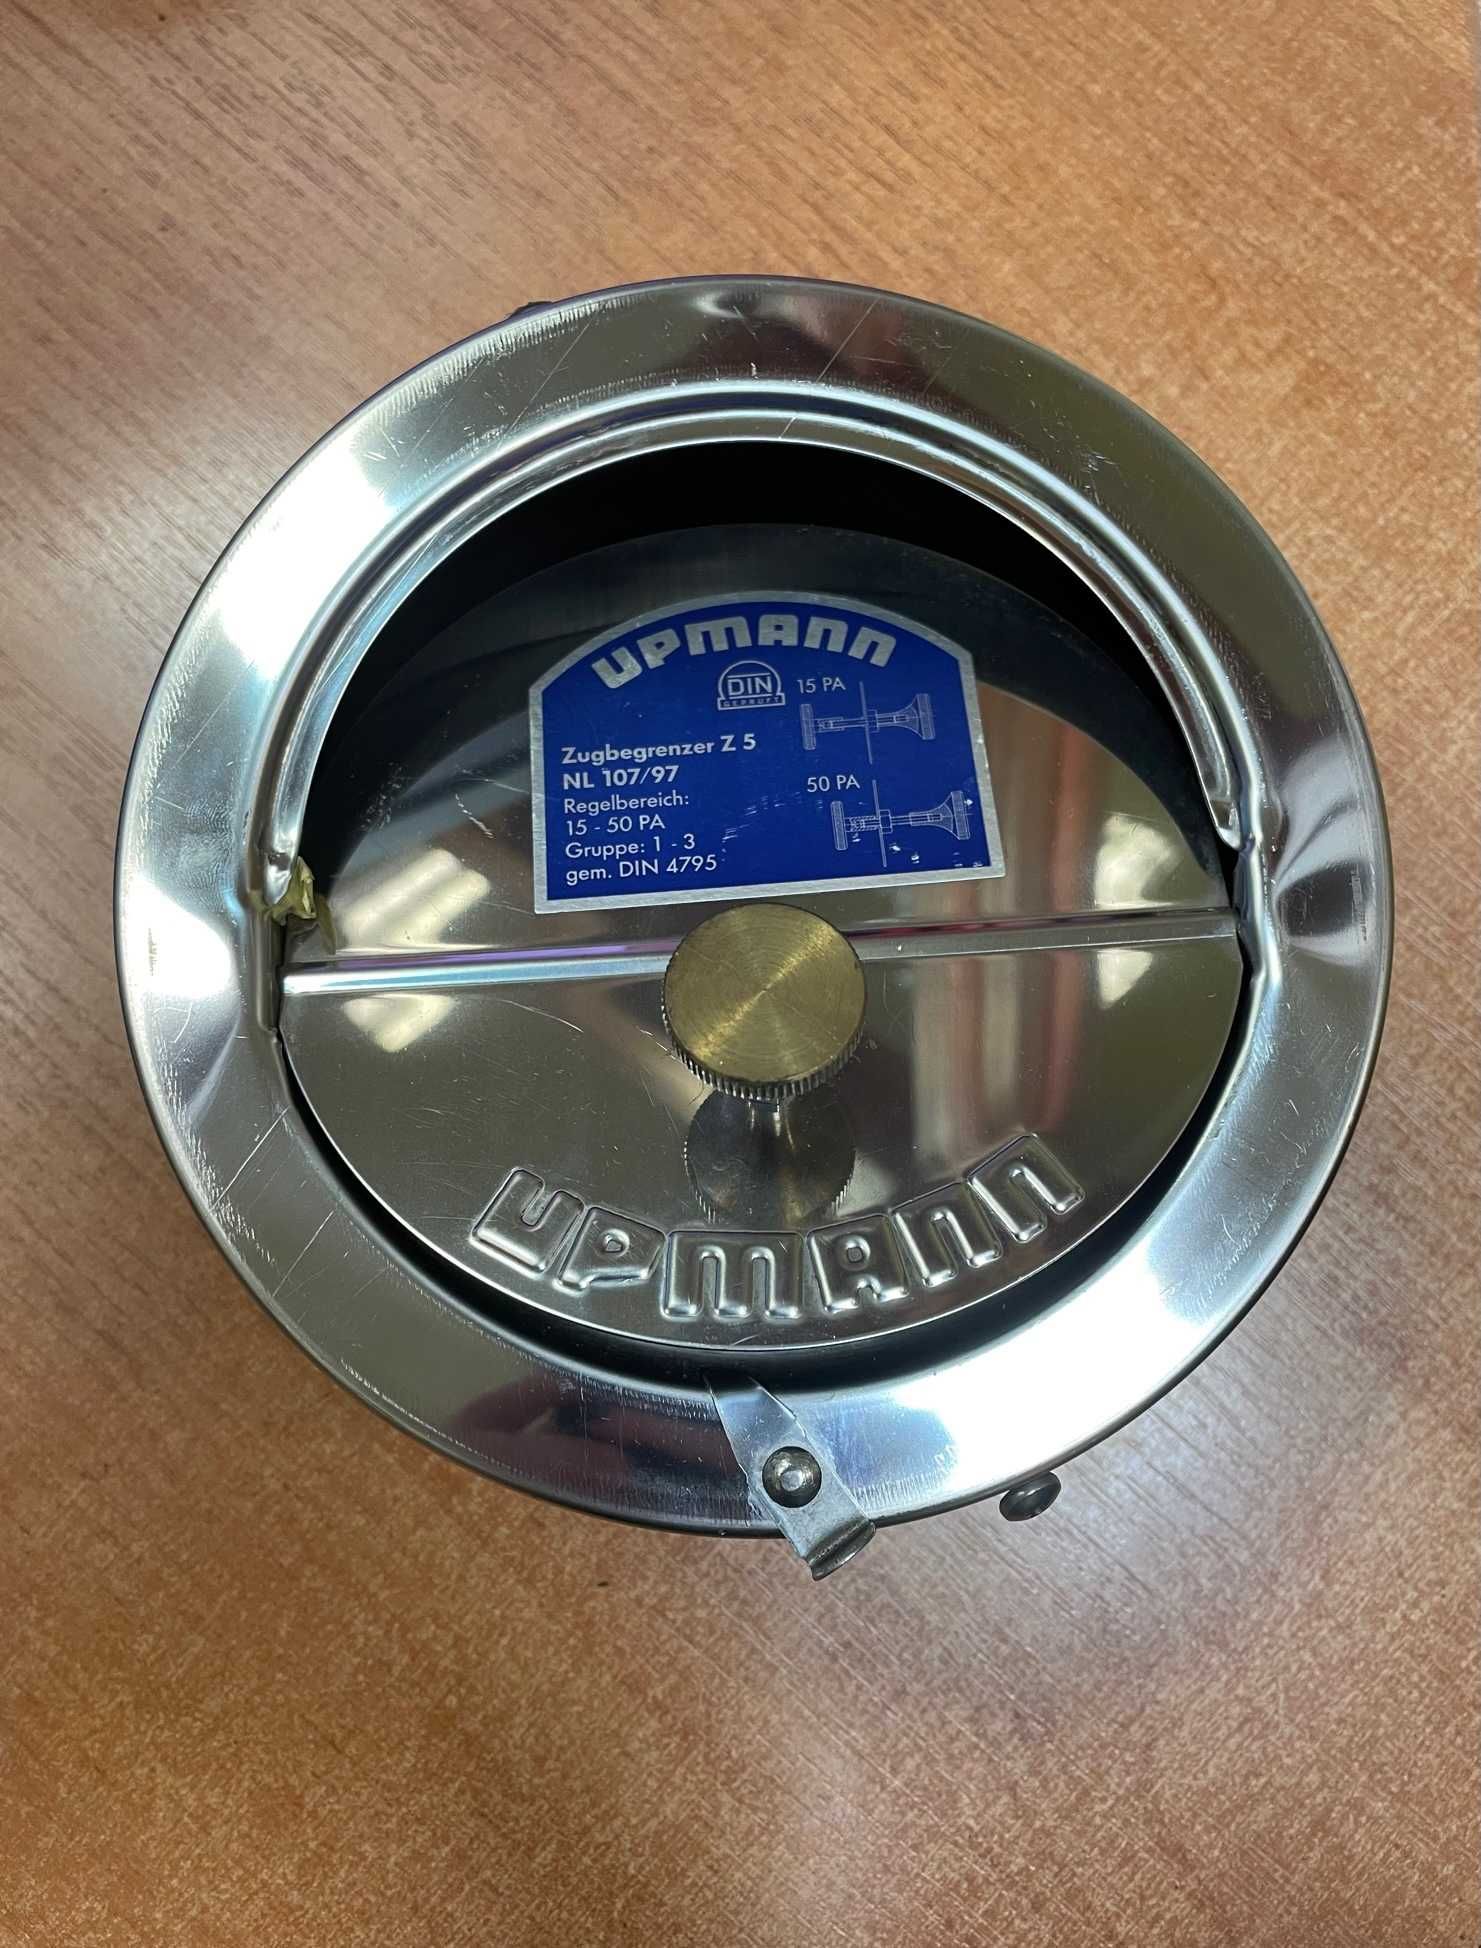 UPMANN
DIN
GEPRÜFT
15 PA
Zugbegrenzer Z 5
NL 107/97
50 PA
Regelbereich:
15 - 50 PA
Gruppe: 1 - 3
gem. DIN 4795
UPMANN